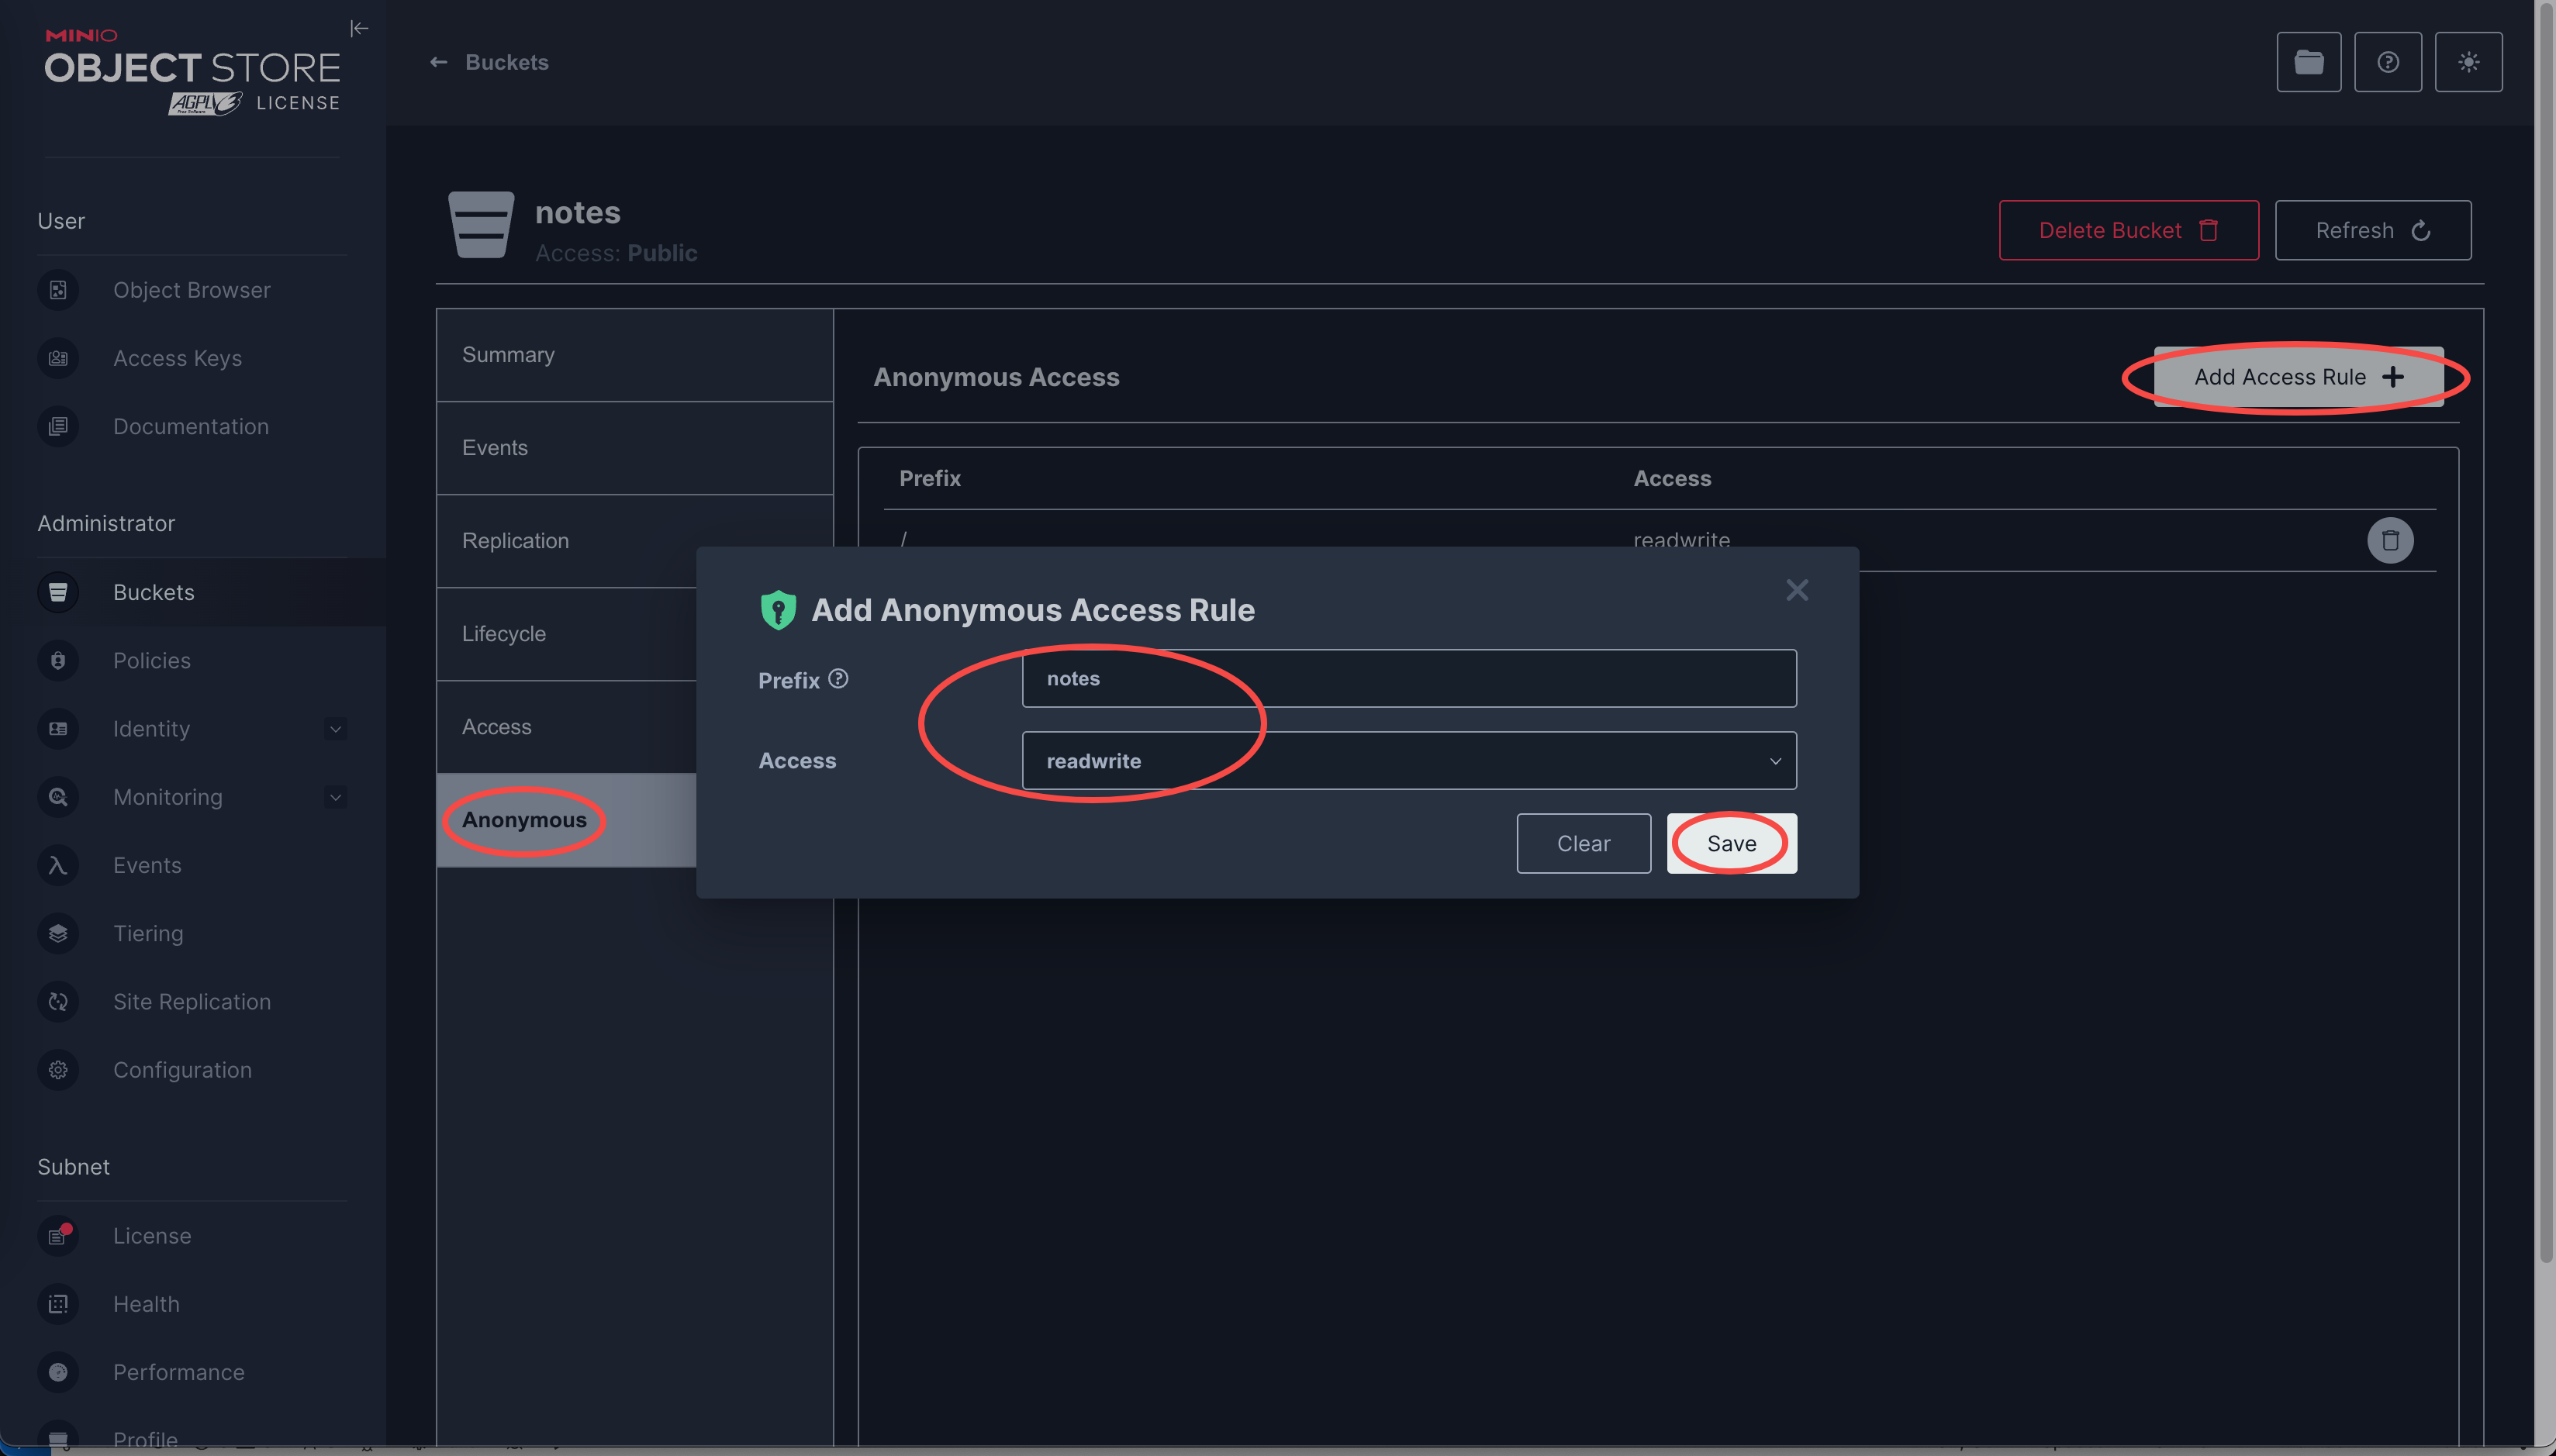 MINIO
OBJECT STORE
AGPLv3 LICENSE
Free Software
User
Object Browser
Access Keys
Documentation
Administrator
Buckets
Policies
Identity
Monitoring
Events
Tiering
Site Replication
Configuration
Subnet
License
Health
Performance
Profile
Buckets
notes
Access: Public
Delete Bucket
Refresh
Summary
Events
Replication
Lifecycle
Access
Anonymous
Anonymous Access
Add Access Rule +
Prefix Access
/ readwrite
Add Anonymous Access Rule
Prefix notes
Access readwrite
Clear Save